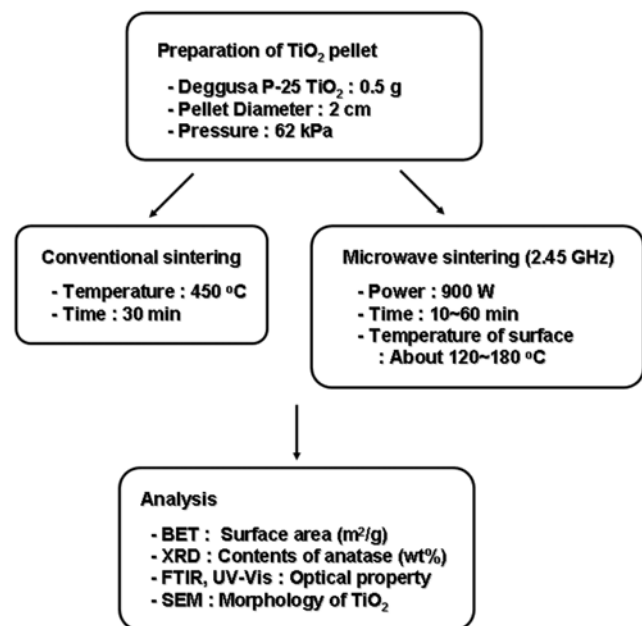 Preparation of TiO₂ pellet
- Deggusa P-25 TiO₂ : 0.5 g
- Pellet Diameter : 2 cm
- Pressure : 62 kPa
Conventional sintering
- Temperature : 450 ºC
- Time : 30 min
Microwave sintering (2.45 GHz)
- Power : 900 W
- Time : 10~60 min
- Temperature of surface
: About 120~180 ºC
Analysis
- BET : Surface area (m²/g)
- XRD : Contents of anatase (wt%)
- FTIR, UV-Vis : Optical property
- SEM : Morphology of TiO₂